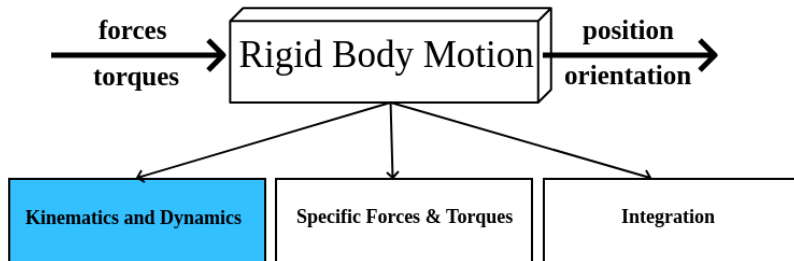 forces
torques
Rigid Body Motion
position
orientation
Kinematics and Dynamics
Specific Forces & Torques
Integration